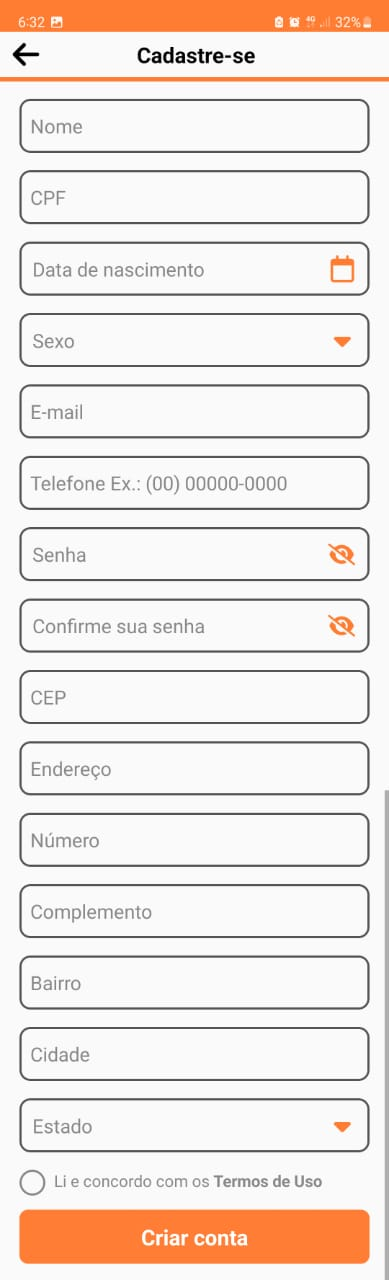 6:32 4G 32%
Cadastre-se
Nome
CPF
Data de nascimento
Sexo
E-mail
Telefone Ex.: (00) 00000-0000
Senha
Confirme sua senha
CEP
Endereço
Número
Complemento
Bairro
Cidade
Estado
Li e concordo com os Termos de Uso
Criar conta